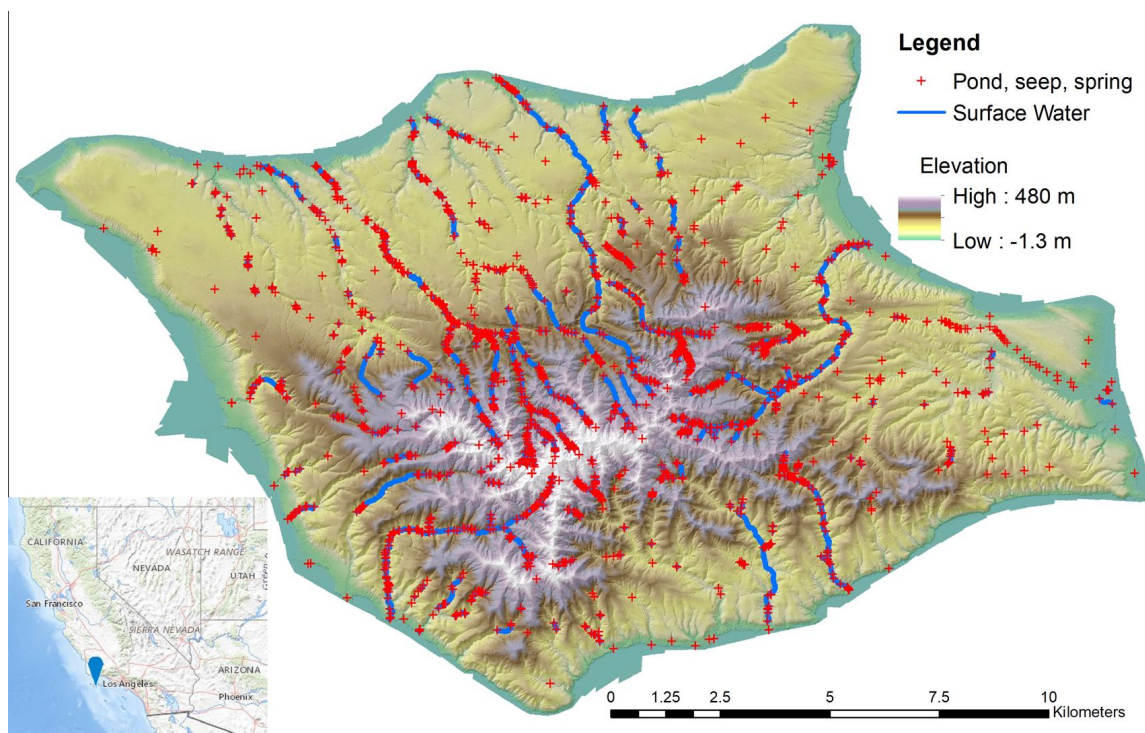 Legend
Pond, seep, spring
Surface Water
Elevation
High : 480 m
Low : -1.3 m
CALIFORNIA
NEVADA
WASATCH RANGE
UTAH
San Francisco
SIERRA NEVADA
Los Angeles
ARIZONA
Phoenix
0 1.25 2.5 5 7.5 10
Kilometers